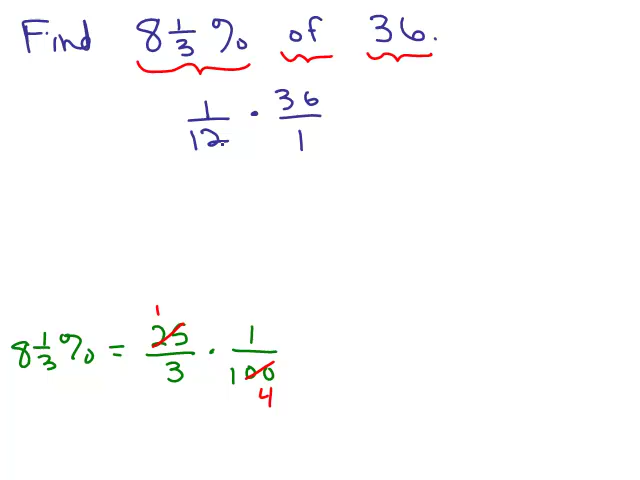 Find 8 1/3 % of 36.
1/12 · 36/1
8 1/3 % = 25/3 · 1/100
1
4